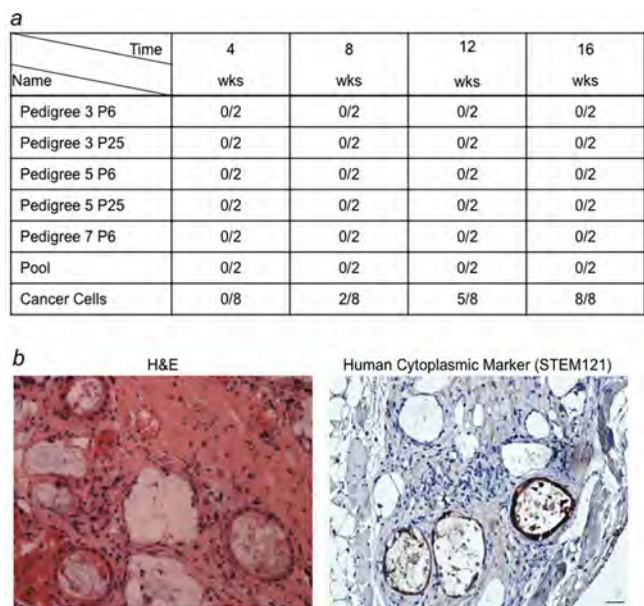 a
Time 4 8 12 16
Name wks wks wks wks
Pedigree 3 P6 0/2 0/2 0/2 0/2
Pedigree 3 P25 0/2 0/2 0/2 0/2
Pedigree 5 P6 0/2 0/2 0/2 0/2
Pedigree 5 P25 0/2 0/2 0/2 0/2
Pedigree 7 P6 0/2 0/2 0/2 0/2
Pool 0/2 0/2 0/2 0/2
Cancer Cells 0/8 2/8 5/8 8/8
b
H&E Human Cytoplasmic Marker (STEM121)